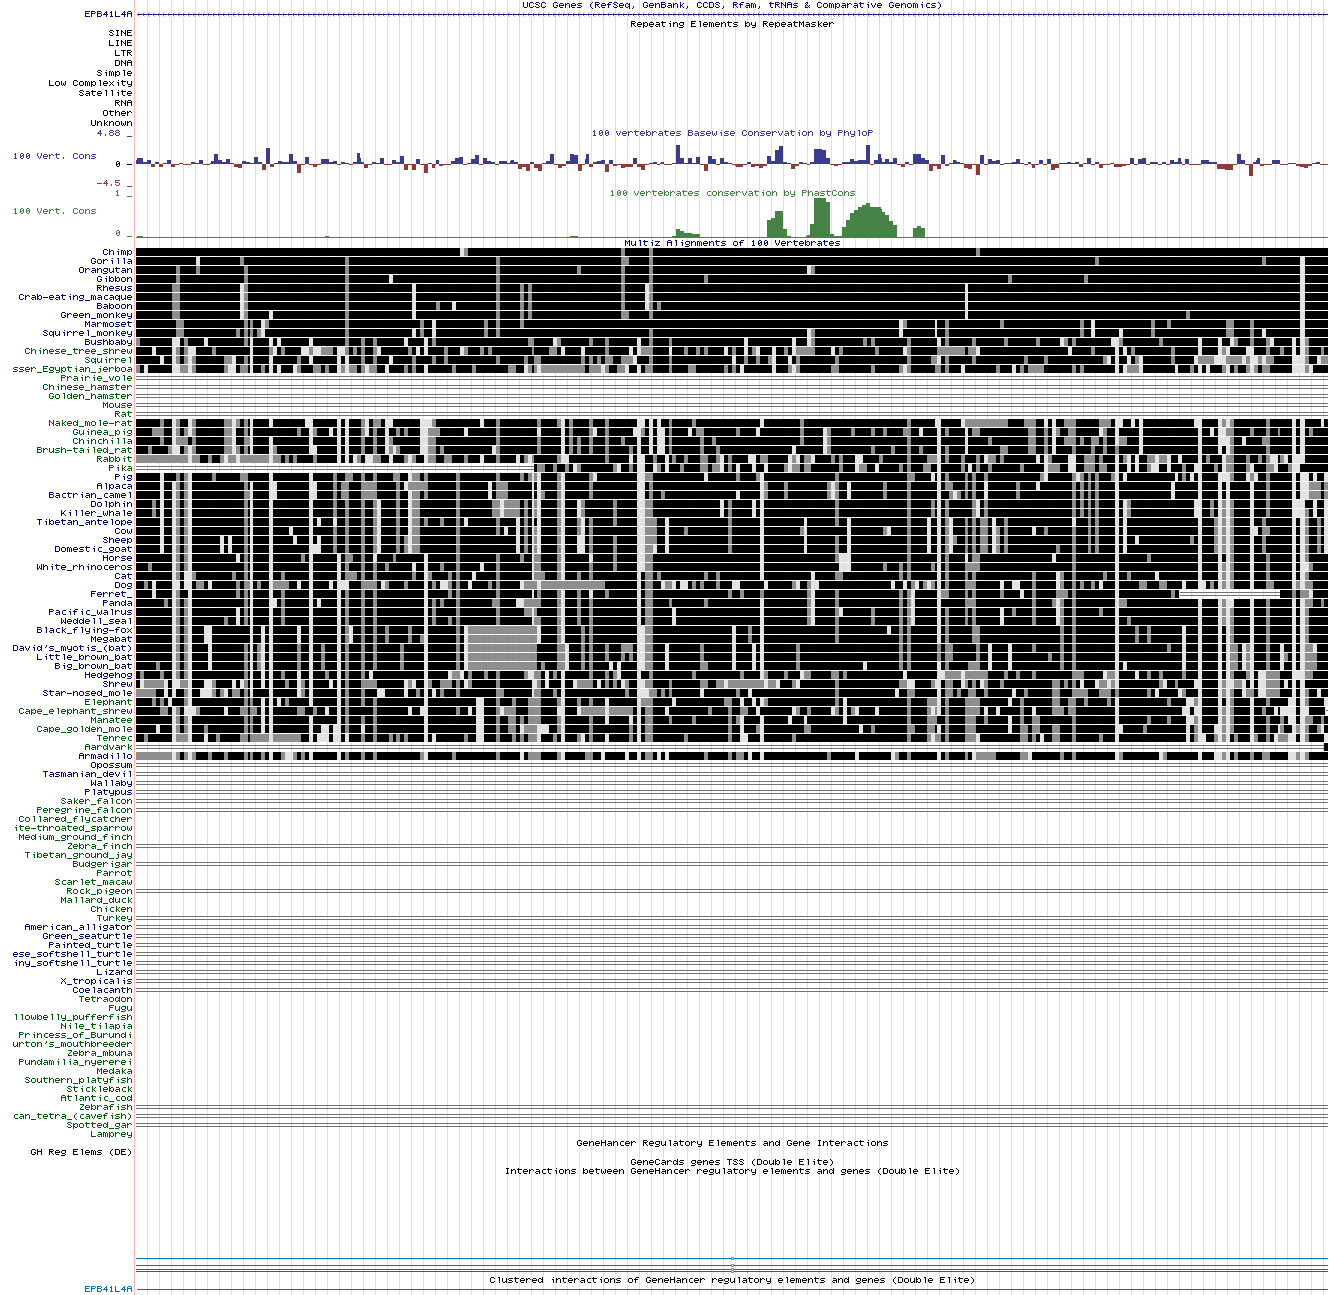 UCSC Genes (RefSeq, GenBank, CCDS, Rfam, tRNAs & Comparative Genomics)
EPB41L4A
Repeating Elements by RepeatMasker
SINE
LINE
LTR
DNA
Simple
Low Complexity
Satellite
RNA
Other
Unknown
4.88 _
100 vertebrates Basewise Conservation by PhyloP
100 Vert. Cons
0 _
-4.5 _
1 _
100 vertebrates conservation by PhastCons
100 Vert. Cons
0 _
Multiz Alignments of 100 Vertebrates
Chimp
Gorilla
Orangutan
Gibbon
Rhesus
Crab-eating_macaque
Baboon
Green_monkey
Marmoset
Squirrel_monkey
Bushbaby
Chinese_tree_shrew
Squirrel
sser_Egyptian_jerboa
Prairie_vole
Chinese_hamster
Golden_hamster
Mouse
Rat
Naked_mole-rat
Guinea_pig
Chinchilla
Brush-tailed_rat
Rabbit
Pika
Pig
Alpaca
Bactrian_camel
Dolphin
Killer_whale
Tibetan_antelope
Cow
Sheep
Domestic_goat
Horse
White_rhinoceros
Cat
Dog
Ferret_
Panda
Pacific_walrus
Weddell_seal
Black_flying-fox
Megabat
David's_myotis_(bat)
Little_brown_bat
Big_brown_bat
Hedgehog
Shrew
Star-nosed_mole
Elephant
Cape_elephant_shrew
Manatee
Cape_golden_mole
Tenrec
Aardvark
Armadillo
Opossum
Tasmanian_devil
Wallaby
Platypus
Saker_falcon
Peregrine_falcon
Collared_flycatcher
ite-throated_sparrow
Medium_ground_finch
Zebra_finch
Tibetan_ground_jay
Budgerigar
Parrot
Scarlet_macaw
Rock_pigeon
Mallard_duck
Chicken
Turkey
American_alligator
Green_seaturtle
Painted_turtle
ese_softshell_turtle
iny_softshell_turtle
Lizard
X_tropicalis
Coelacanth
Tetraodon
Fugu
llowbelly_pufferfish
Nile_tilapia
Princess_of_Burundi
urton's_mouthbreeder
Zebra_mbuna
Pundamilia_nyererei
Medaka
Southern_platyfish
Stickleback
Atlantic_cod
Zebrafish
can_tetra_(cavefish)
Spotted_gar
Lamprey
GeneHancer Regulatory Elements and Gene Interactions
GH Reg Elems (DE)
GeneCards genes TSS (Double Elite)
Interactions between GeneHancer regulatory elements and genes (Double Elite)
Clustered interactions of GeneHancer regulatory elements and genes (Double Elite)
EPB41L4A